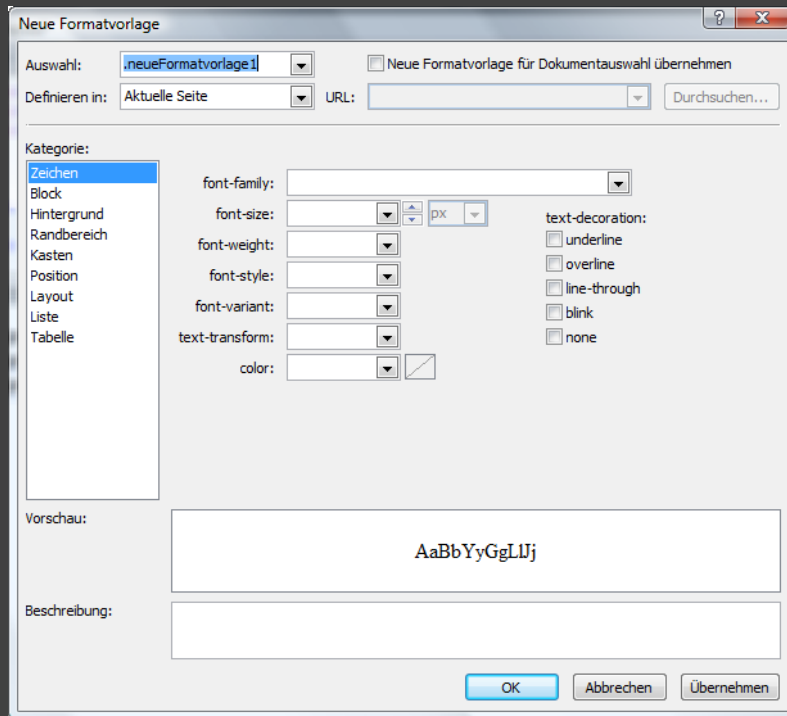 Neue Formatvorlage
Auswahl: .neueFormatvorlage1 Neue Formatvorlage für Dokumentauswahl übernehmen
Definieren in: Aktuelle Seite URL: Durchsuchen...
Kategorie:
Zeichen
Block
Hintergrund
Randbereich
Kasten
Position
Layout
Liste
Tabelle
font-family:
font-size: px
font-weight:
font-style:
font-variant:
text-transform:
color:
text-decoration:
underline
overline
line-through
blink
none
Vorschau: AaBbYyGgLlJj
Beschreibung:
OK Abbrechen Übernehmen